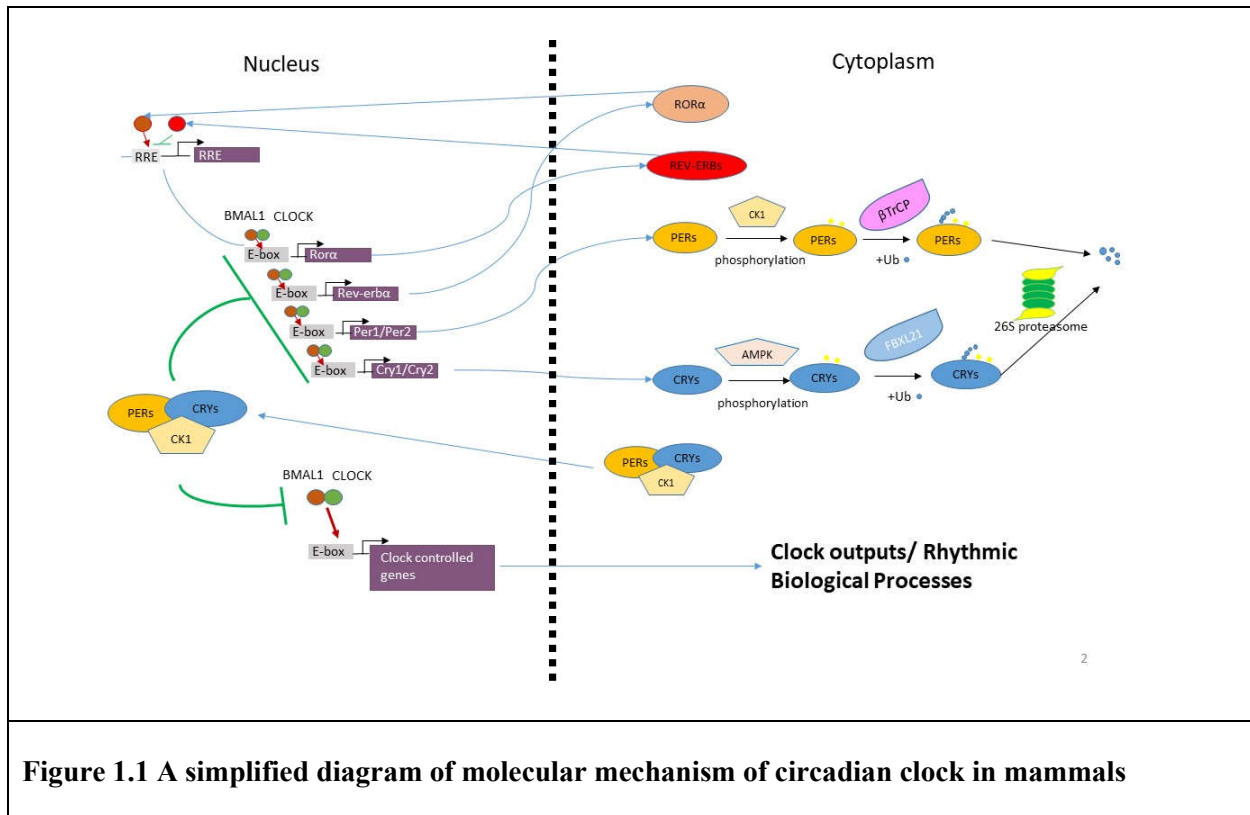 Nucleus
Cytoplasm
RORα
RRE
RRE
REV-ERBs
BMAL1 CLOCK
E-box
Rorα
E-box
Rev-erbα
E-box
Per1/Per2
E-box
Cry1/Cry2
PERs
CK1
phosphorylation
PERs
βTrCP
+Ub
PERs
26S proteasome
CRYs
AMPK
phosphorylation
CRYs
FBXL21
+Ub
CRYs
PERs
CRYs
CK1
PERs
CRYs
CK1
BMAL1 CLOCK
E-box
Clock controlled
genes
Clock outputs/ Rhythmic
Biological Processes
2
Figure 1.1 A simplified diagram of molecular mechanism of circadian clock in mammals